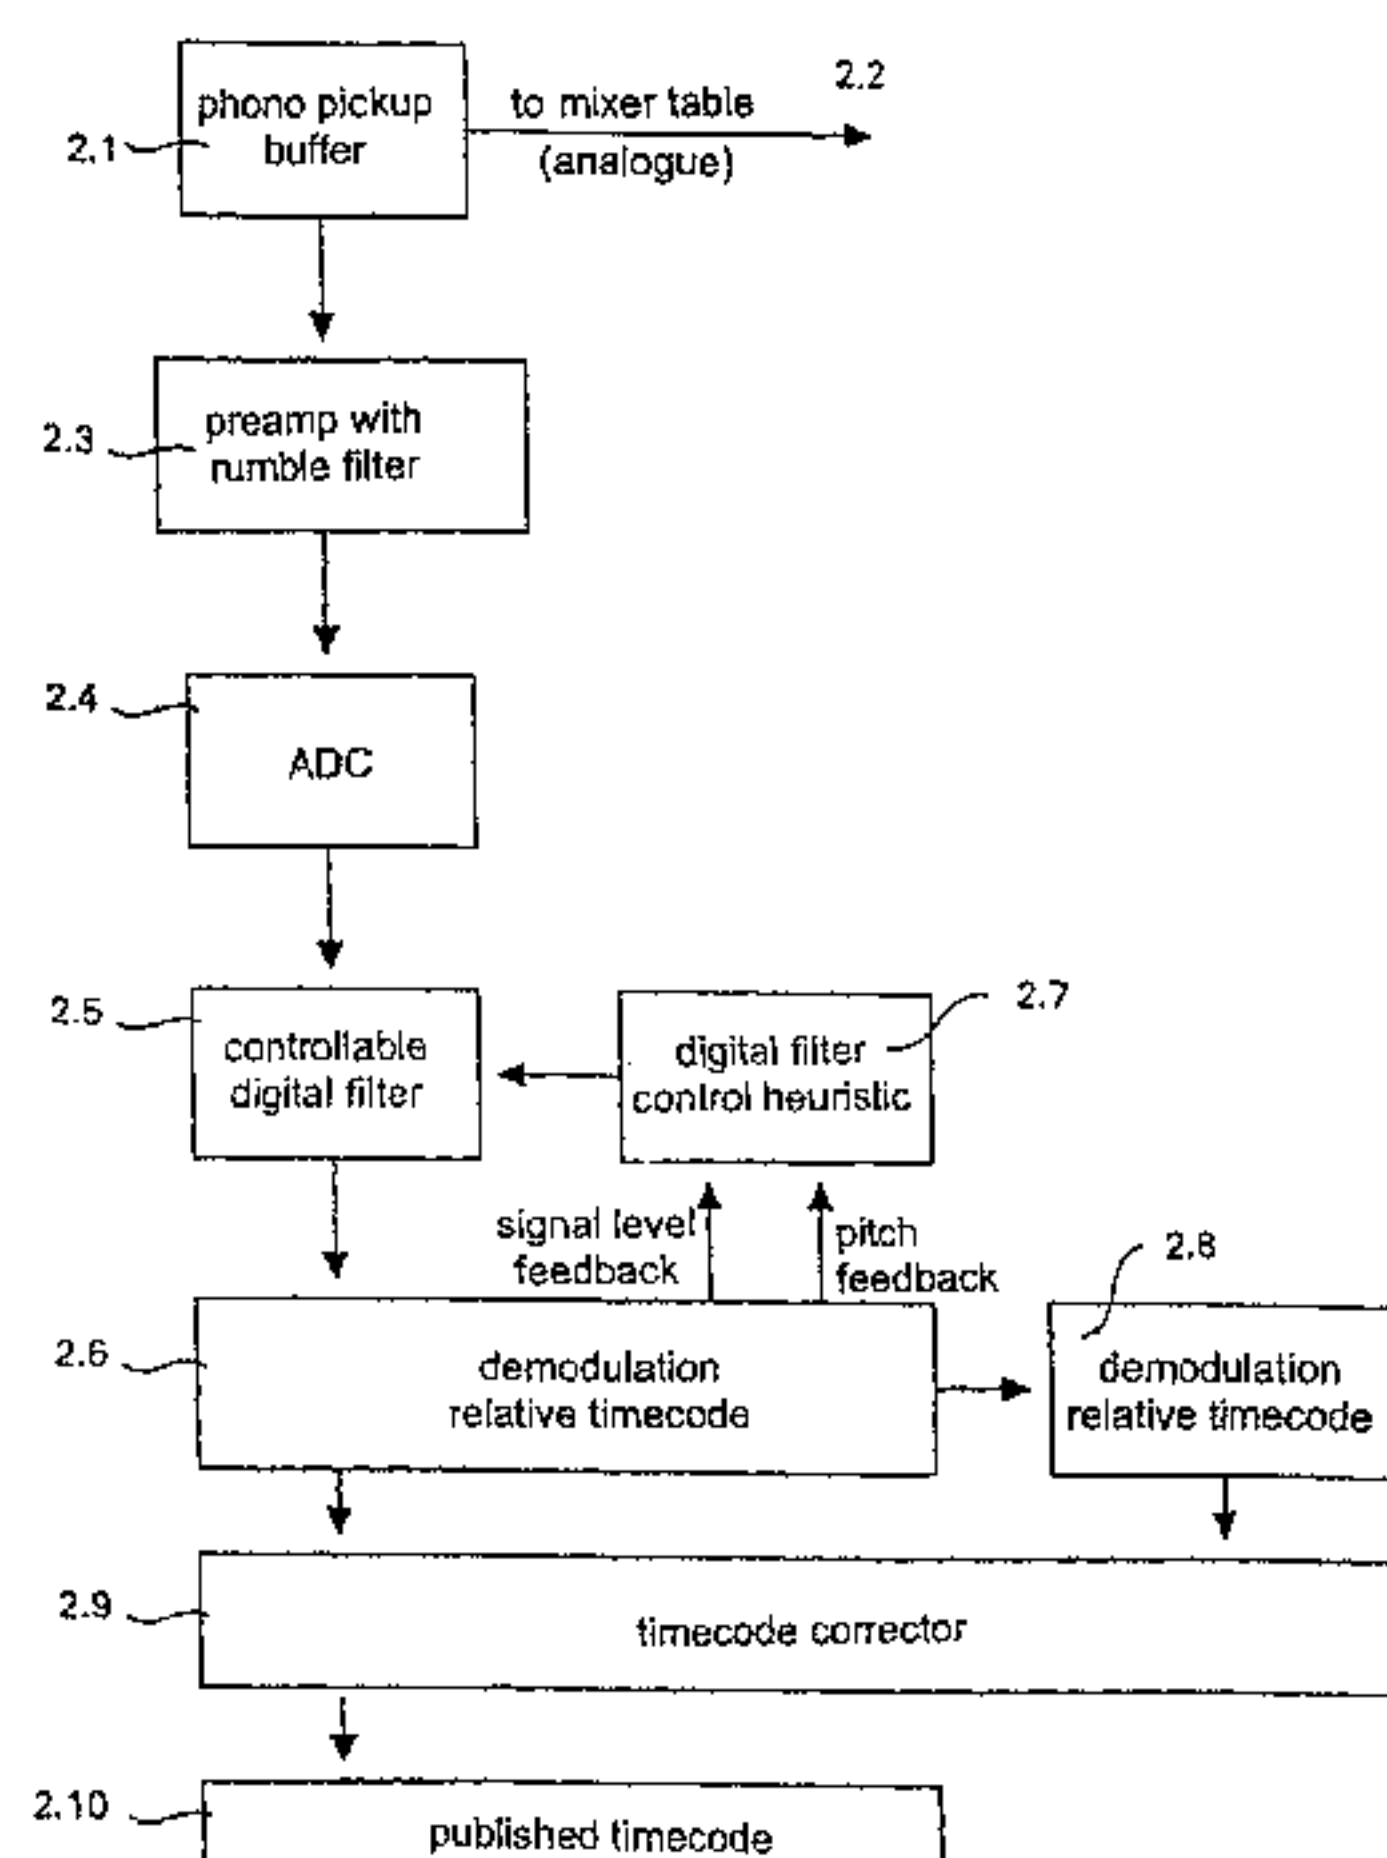 phono pickup
buffer
2.1
to mixer table
(analogue)
2.2
2.3
preamp with
rumble filter
2.4
ADC
2.5
controllable
digital filter
digital filter
control heuristic
2.7
signal level
feedback
pitch
feedback
2.8
2.6
demodulation
relative timecode
demodulation
relative timecode
2.9
timecode corrector
2.10
published timecode